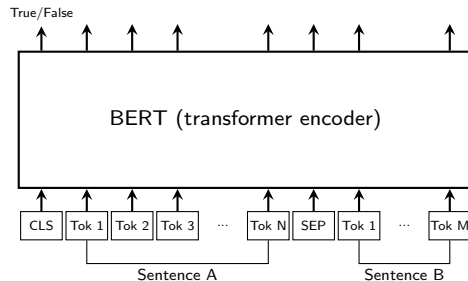 True/False
BERT (transformer encoder)
CLS Tok 1 Tok 2 Tok 3 ... Tok N SEP Tok 1 ... Tok M
Sentence A Sentence B